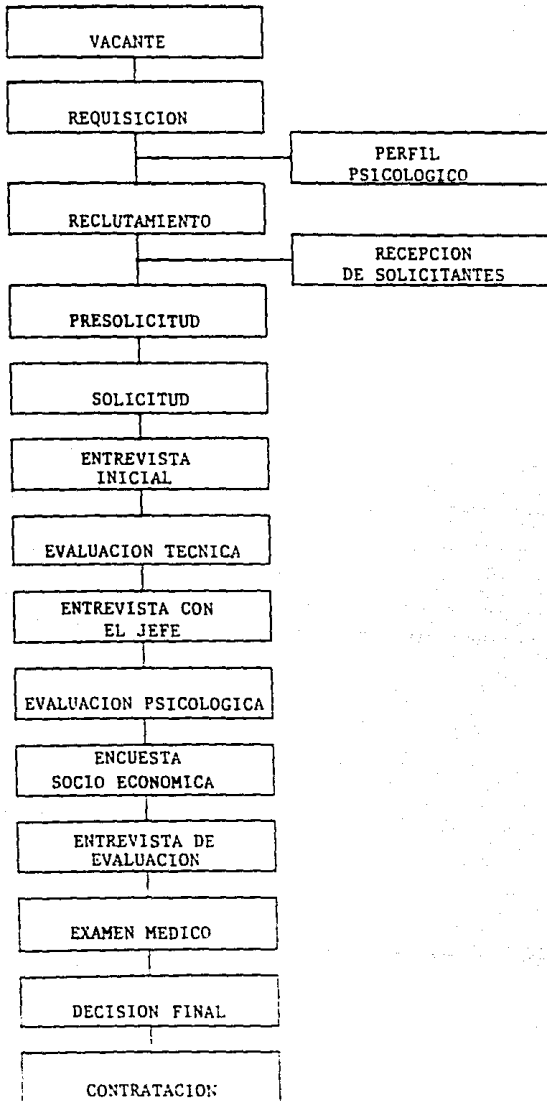 VACANTE
REQUISICION
PERFIL
PSICOLOGICO
RECLUTAMIENTO
RECEPCION
DE SOLICITANTES
PRESOLICITUD
SOLICITUD
ENTREVISTA
INICIAL
EVALUACION TECNICA
ENTREVISTA CON
EL JEFE
EVALUACION PSICOLOGICA
ENCUESTA
SOCIO ECONOMICA
ENTREVISTA DE
EVALUACION
EXAMEN MEDICO
DECISION FINAL
CONTRATACION